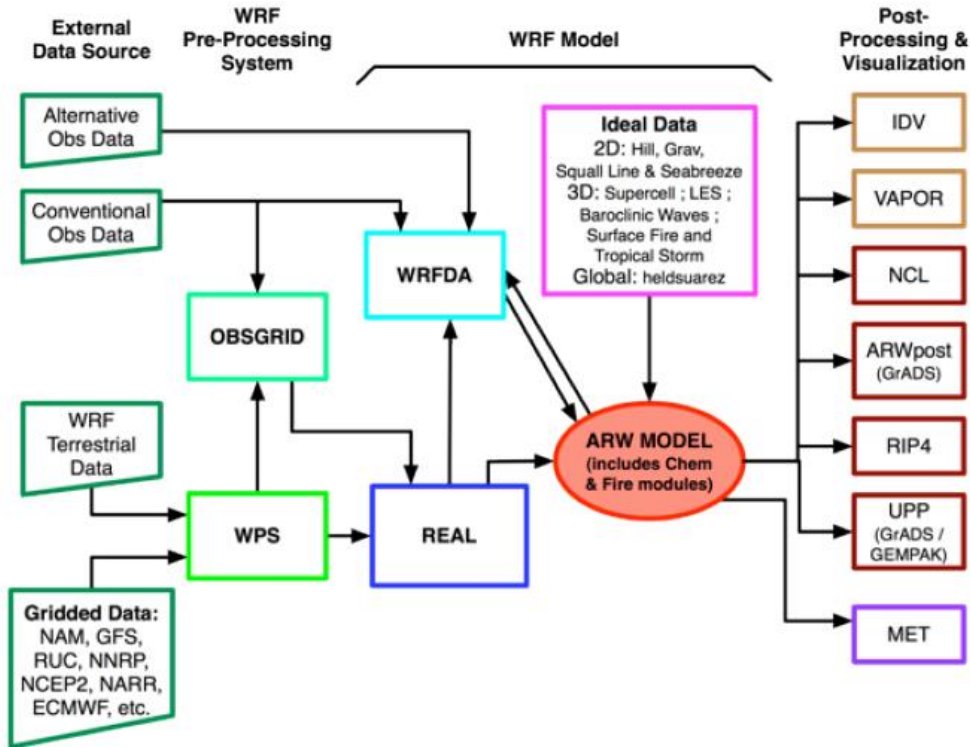 External
Data Source
WRF
Pre-Processing
System
WRF Model
Post-
Processing &
Visualization
Alternative
Obs Data
Conventional
Obs Data
WRF
Terrestrial
Data
Gridded Data:
NAM, GFS,
RUC, NNRP,
NCEP2, NARR,
ECMWF, etc.
OBSGRID
WPS
WRFDA
REAL
Ideal Data
2D: Hill, Grav,
Squall Line & Seabreeze
3D: Supercell ; LES ;
Baroclinic Waves ;
Surface Fire and
Tropical Storm
Global: heldsuarez
ARW MODEL
(includes Chem
& Fire modules)
IDV
VAPOR
NCL
ARWpost
(GrADS)
RIP4
UPP
(GrADS /
GEMPAK)
MET